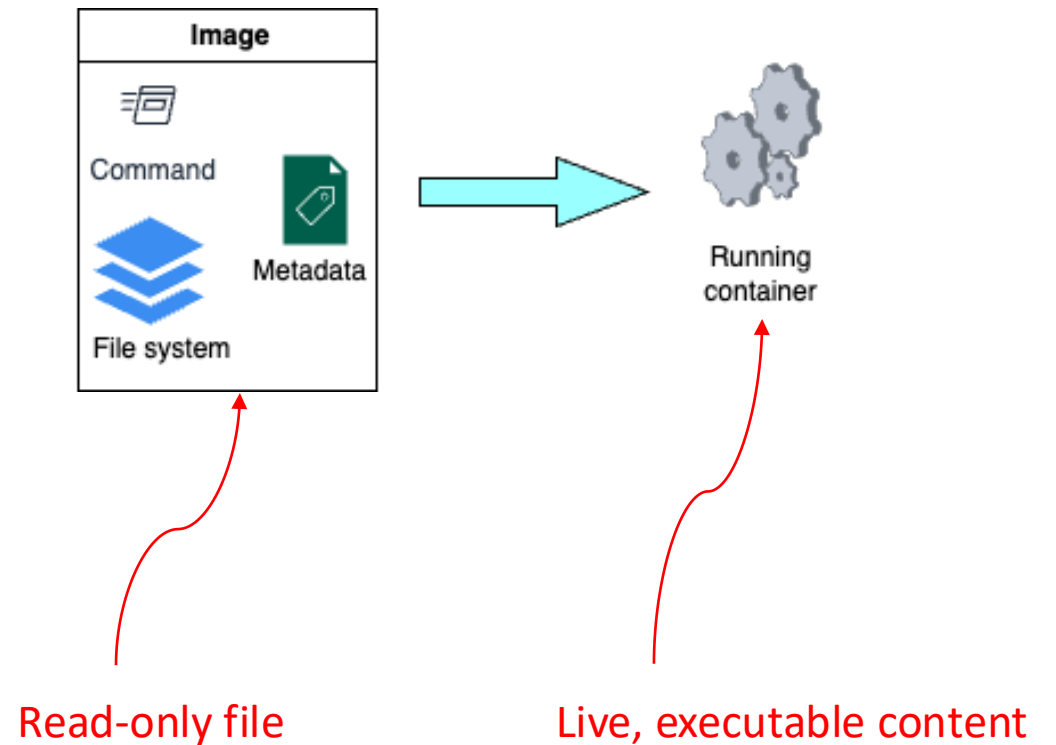 Image
Command
Metadata
File system
Running
container
Read-only file
Live, executable content